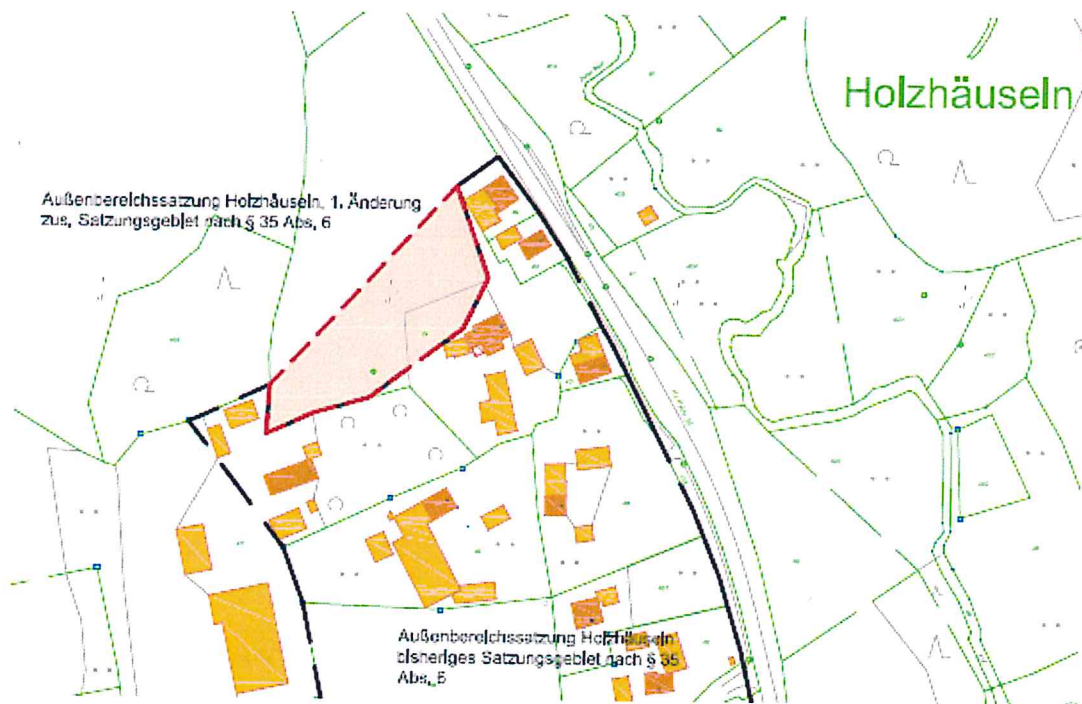 Holzhäuseln
Außenbereichssatzung Holzhäuseln, 1. Änderung
zus. Satzungsgebiet nach § 35 Abs. 6
Außenbereichssatzung Holzhäuseln
bisheriges Satzungsgebiet nach § 35
Abs. 6